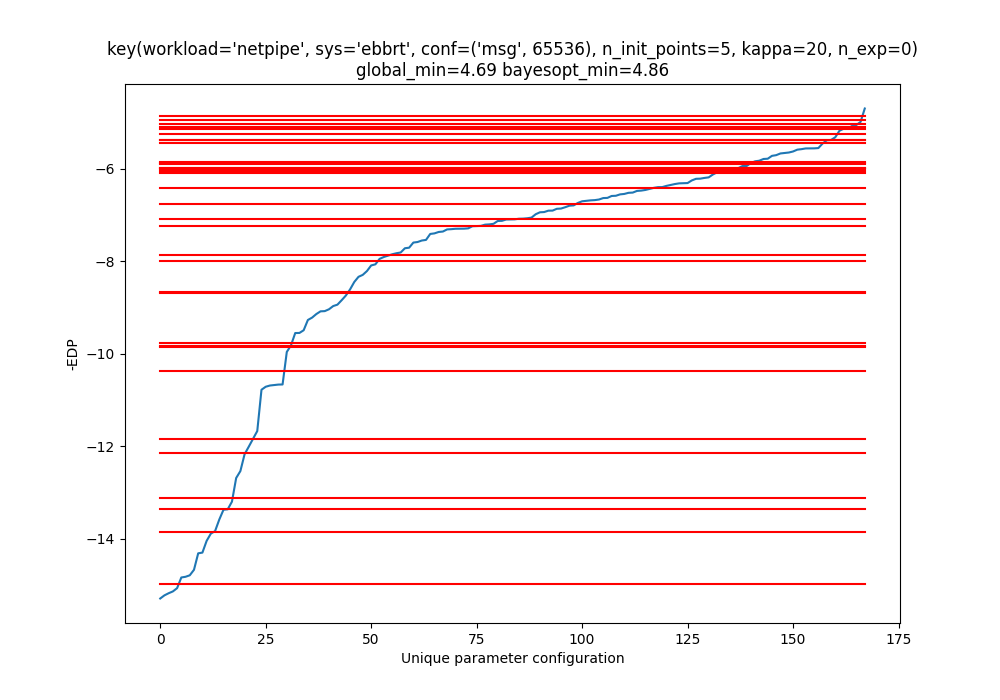 key(workload='netpipe', sys='ebbrt', conf=('msg', 65536), n_init_points=5, kappa=20, n_exp=0)
global_min=4.69 bayesopt_min=4.86
−6
−8
−10
−12
−14
-EDP
0 25 50 75 100 125 150 175
Unique parameter configuration